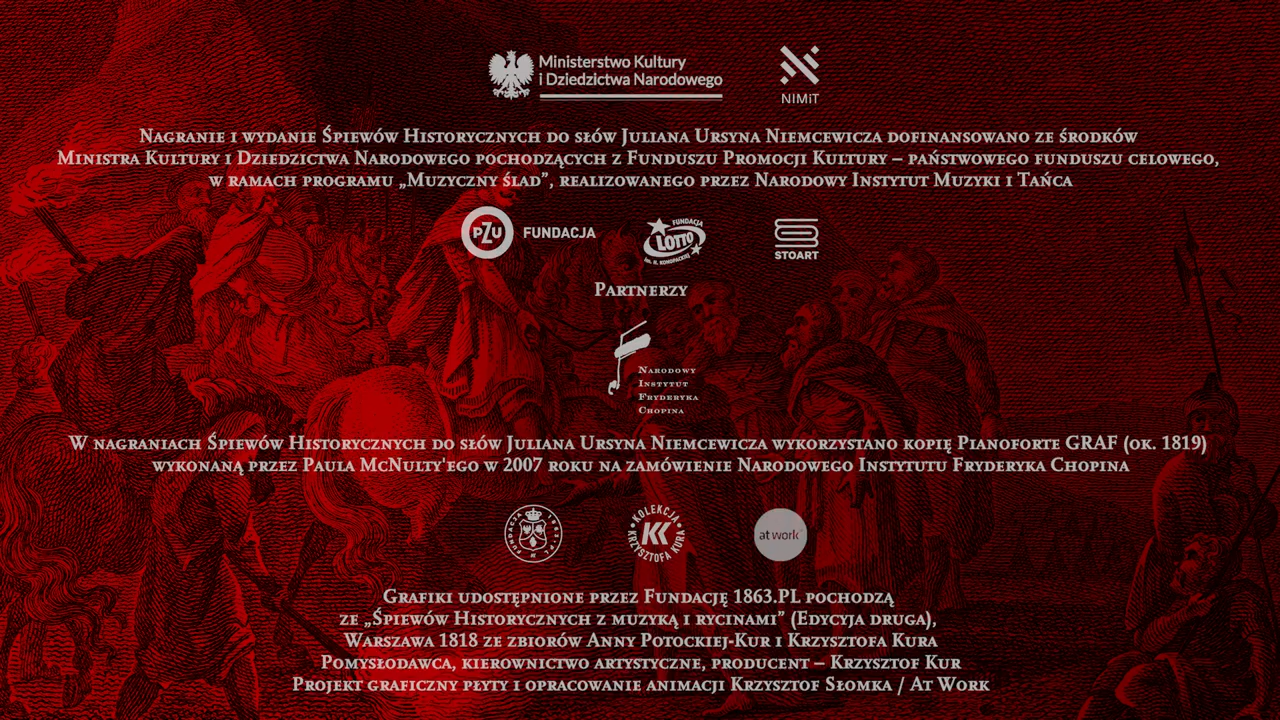 Ministerstwo Kultury
i Dziedzictwa Narodowego
NIMiT
Nagranie i wydanie Śpiewów Historycznych do słów Juliana Ursyna Niemcewicza dofinansowano ze środków
Ministra Kultury i Dziedzictwa Narodowego pochodzących z Funduszu Promocji Kultury – państwowego funduszu celowego,
w ramach programu „Muzyczny ślad”, realizowanego przez Narodowy Instytut Muzyki i Tańca
PZU FUNDACJA
FUNDACJA
LOTTO
im. H. KONOPACKIEJ
STOART
Partnerzy
Narodowy
Instytut
Fryderyka
Chopina
W nagraniach Śpiewów Historycznych do słów Juliana Ursyna Niemcewicza wykorzystano kopię Pianoforte GRAF (ok. 1819)
wykonaną przez Paula McNulty'ego w 2007 roku na zamówienie Narodowego Instytutu Fryderyka Chopina
FUNDACJA 1863.PL
KOLEKCJA
KK
KRZYSZTOFA KURA
at work
Grafiki udostępnione przez Fundację 1863.PL pochodzą
ze „Śpiewów Historycznych z muzyką i rycinami” (Edycyja druga),
Warszawa 1818 ze zbiorów Anny Potockiej-Kur i Krzysztofa Kura
Pomysłodawca, kierownictwo artystyczne, producent – Krzysztof Kur
Projekt graficzny płyty i opracowanie animacji Krzysztof Słomka / At Work